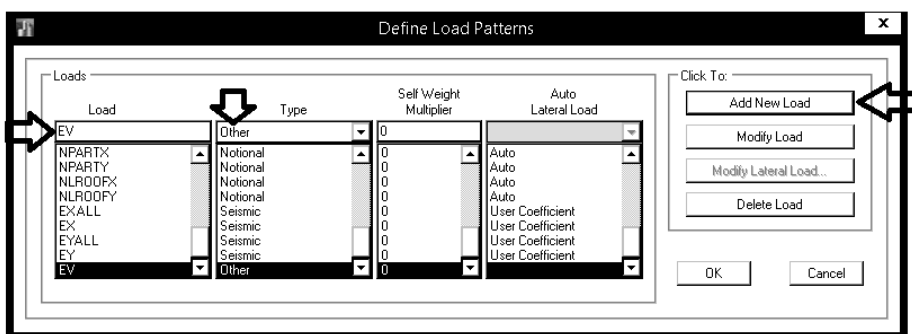 Define Load Patterns
x
Loads
Click To:
Load Type Self Weight Multiplier Auto Lateral Load
EV Other 0
NPARTX Notional 0 Auto
NPARTY Notional 0 Auto
NLROOFX Notional 0 Auto
NLROOFY Notional 0 Auto
EXALL Seismic 0 User Coefficient
EX Seismic 0 User Coefficient
EYALL Seismic 0 User Coefficient
EY Seismic 0 User Coefficient
EV Other 0
Add New Load
Modify Load
Modify Lateral Load...
Delete Load
OK Cancel